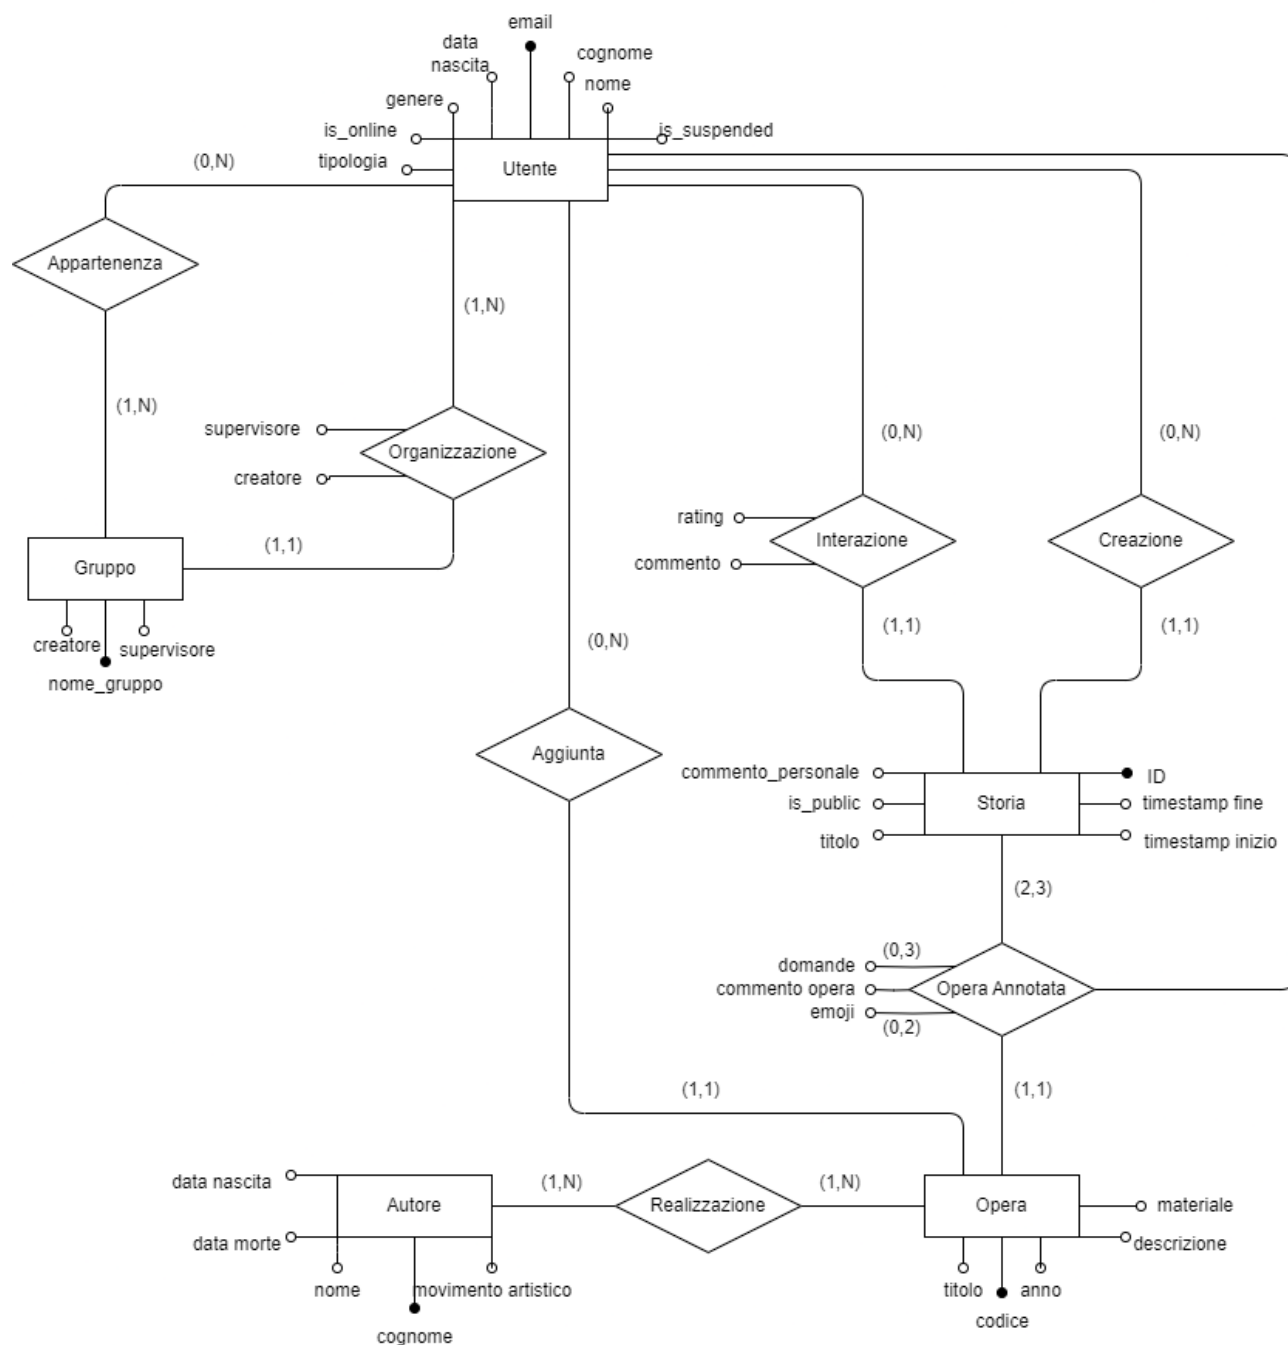 email
data
nascita
cognome
nome
genere
is_online
is_suspended
tipologia
Utente
(0,N)
Appartenenza
(1,N)
(1,N)
supervisore
creatore
Organizzazione
(1,1)
Gruppo
creatore
supervisore
nome_gruppo
(0,N)
(0,N)
rating
commento
Interazione
Creazione
(1,1)
(1,1)
(0,N)
Aggiunta
commento_personale
is_public
titolo
Storia
ID
timestamp fine
timestamp inizio
(2,3)
domande
(0,3)
commento opera
emoji
(0,2)
Opera Annotata
(1,1)
(1,1)
data nascita
data morte
Autore
(1,N)
Realizzazione
(1,N)
Opera
materiale
descrizione
nome
movimento artistico
cognome
titolo
anno
codice